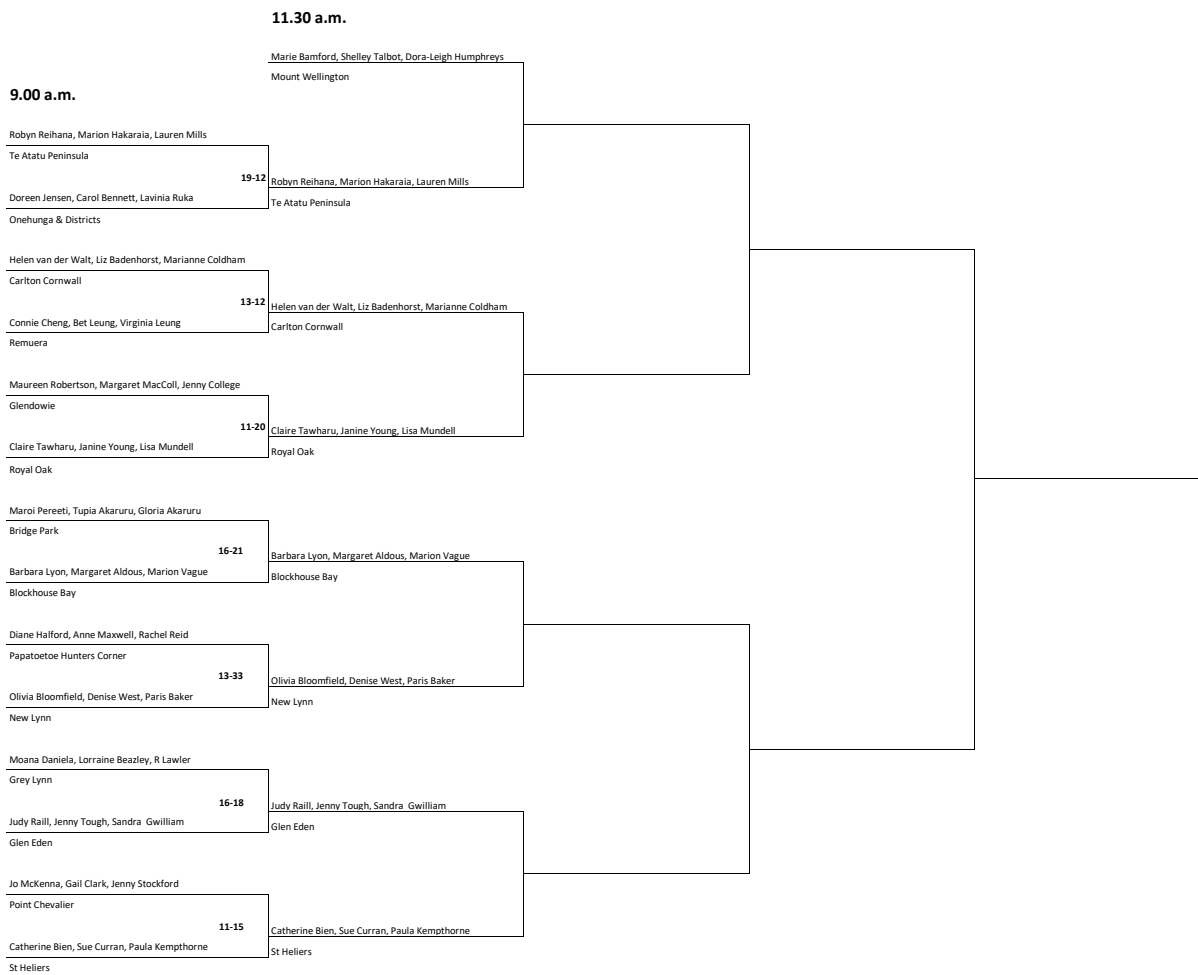 11.30 a.m.
Marie Bamford, Shelley Talbot, Dora-Leigh Humphreys
Mount Wellington
9.00 a.m.
Robyn Reihana, Marion Hakaraia, Lauren Mills
Te Atatu Peninsula
19-12
Robyn Reihana, Marion Hakaraia, Lauren Mills
Doreen Jensen, Carol Bennett, Lavinia Ruka
Te Atatu Peninsula
Onehunga & Districts
Helen van der Walt, Liz Badenhorst, Marianne Coldham
Carlton Cornwall
13-12
Helen van der Walt, Liz Badenhorst, Marianne Coldham
Connie Cheng, Bet Leung, Virginia Leung
Carlton Cornwall
Remuera
Maureen Robertson, Margaret MacColl, Jenny College
Glendowie
11-20
Claire Tawharu, Janine Young, Lisa Mundell
Claire Tawharu, Janine Young, Lisa Mundell
Royal Oak
Royal Oak
Maroi Pereeti, Tupia Akaruru, Gloria Akaruru
Bridge Park
16-21
Barbara Lyon, Margaret Aldous, Marion Vague
Barbara Lyon, Margaret Aldous, Marion Vague
Blockhouse Bay
Blockhouse Bay
Diane Halford, Anne Maxwell, Rachel Reid
Papatoetoe Hunters Corner
13-33
Olivia Bloomfield, Denise West, Paris Baker
Olivia Bloomfield, Denise West, Paris Baker
New Lynn
New Lynn
Moana Daniela, Lorraine Beazley, R Lawler
Grey Lynn
16-18
Judy Raill, Jenny Tough, Sandra  Gwilliam
Judy Raill, Jenny Tough, Sandra  Gwilliam
Glen Eden
Glen Eden
Jo McKenna, Gail Clark, Jenny Stockford
Point Chevalier
11-15
Catherine Bien, Sue Curran, Paula Kempthorne
Catherine Bien, Sue Curran, Paula Kempthorne
St Heliers
St Heliers